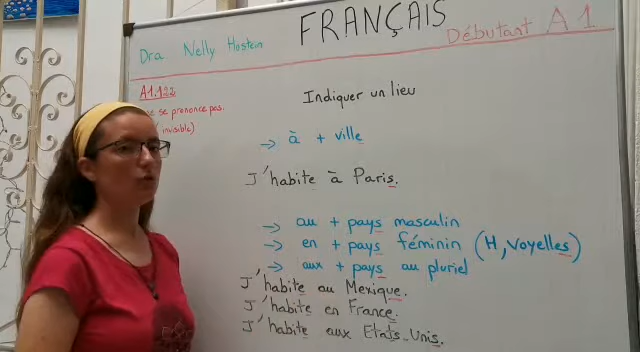 FRANÇAIS
Dra Nelly Hostein
Débutant A1
A1.122
se prononce pas.
(invisible)
Indiquer un lieu
→ à + ville
J'habite à Paris.
→ au + pays masculin
→ en + pays féminin (H, voyelles)
→ aux + pays au pluriel
J'habite au Mexique.
J'habite en France.
J'habite aux Etats-Unis.